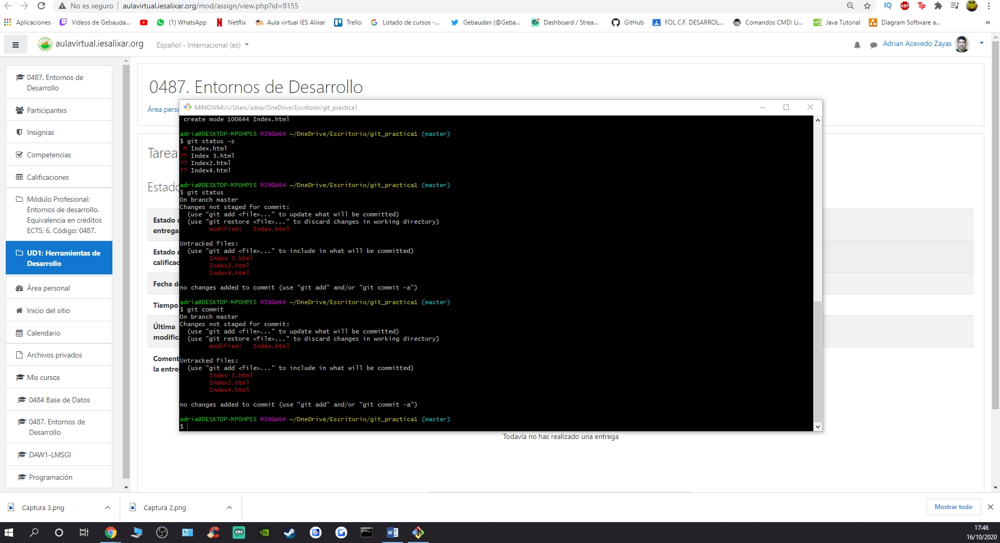 No es seguro
aulavirtual.iesalixar.org/mod/assign/view.php?id=8155
IQ
ABP
Tp
Aplicaciones
Vídeos de Gebauda...
(1) WhatsApp
Netflix
Aula virtual IES Alixar
Trello
Listado de cursos -...
Gebaudan (@Geba...
Dashboard / Strea...
GitHub
FOL C.F. DESARROL...
Comandos CMD: Li...
Java Tutorial
Diagram Software a...
»
aulavirtual.iesalixar.org
Español - Internacional (es)
Adrian Acevedo Zayas
0487. Entornos de
Desarrollo
Participantes
Insignias
Competencias
Calificaciones
Módulo Profesional:
Entornos de desarrollo.
Equivalencia en créditos
ECTS: 6. Código: 0487.
UD1: Herramientas de
Desarrollo
Área personal
Inicio del sitio
Calendario
Archivos privados
Mis cursos
0484 Base de Datos
0487. Entornos de
Desarrollo
DAW1-LMSGI
Programación
0487. Entornos de Desarrollo
Área perso
Tarea
Estado
Estado
entrega
Estado
calificac
Fecha d
Tiempo
Última
modific
Coment
la entre
MINGW64:/c/Users/adria/OneDrive/Escritorio/git_practica1
create mode 100644 Index.html
adria@DESKTOP-MPOHP5S MINGW64 ~/OneDrive/Escritorio/git_practica1 (master)
$ git status -s
M Index.html
?? Index 3.html
?? Index2.html
?? Index4.html
adria@DESKTOP-MPOHP5S MINGW64 ~/OneDrive/Escritorio/git_practica1 (master)
$ git status
On branch master
Changes not staged for commit:
(use "git add <file>..." to update what will be committed)
(use "git restore <file>..." to discard changes in working directory)
modified: Index.html
Untracked files:
(use "git add <file>..." to include in what will be committed)
Index 3.html
Index2.html
Index4.html
no changes added to commit (use "git add" and/or "git commit -a")
adria@DESKTOP-MPOHP5S MINGW64 ~/OneDrive/Escritorio/git_practica1 (master)
$ git commit
On branch master
Changes not staged for commit:
(use "git add <file>..." to update what will be committed)
(use "git restore <file>..." to discard changes in working directory)
modified: Index.html
Untracked files:
(use "git add <file>..." to include in what will be committed)
Index 3.html
Index2.html
Index4.html
no changes added to commit (use "git add" and/or "git commit -a")
adria@DESKTOP-MPOHP5S MINGW64 ~/OneDrive/Escritorio/git_practica1 (master)
$
Todavía no has realizado una entrega
Captura 3.png
Captura 2.png
Mostrar todo
17:46
16/10/2020